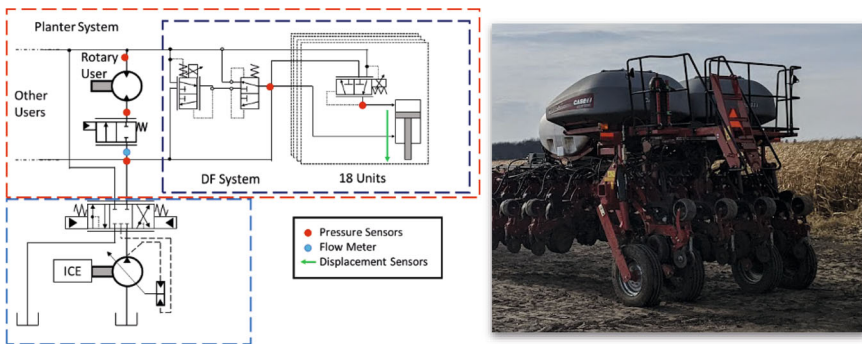 Planter System
Rotary
User
Other
Users
DF System
18 Units
ICE
Pressure Sensors
Flow Meter
Displacement Sensors
CASE IH